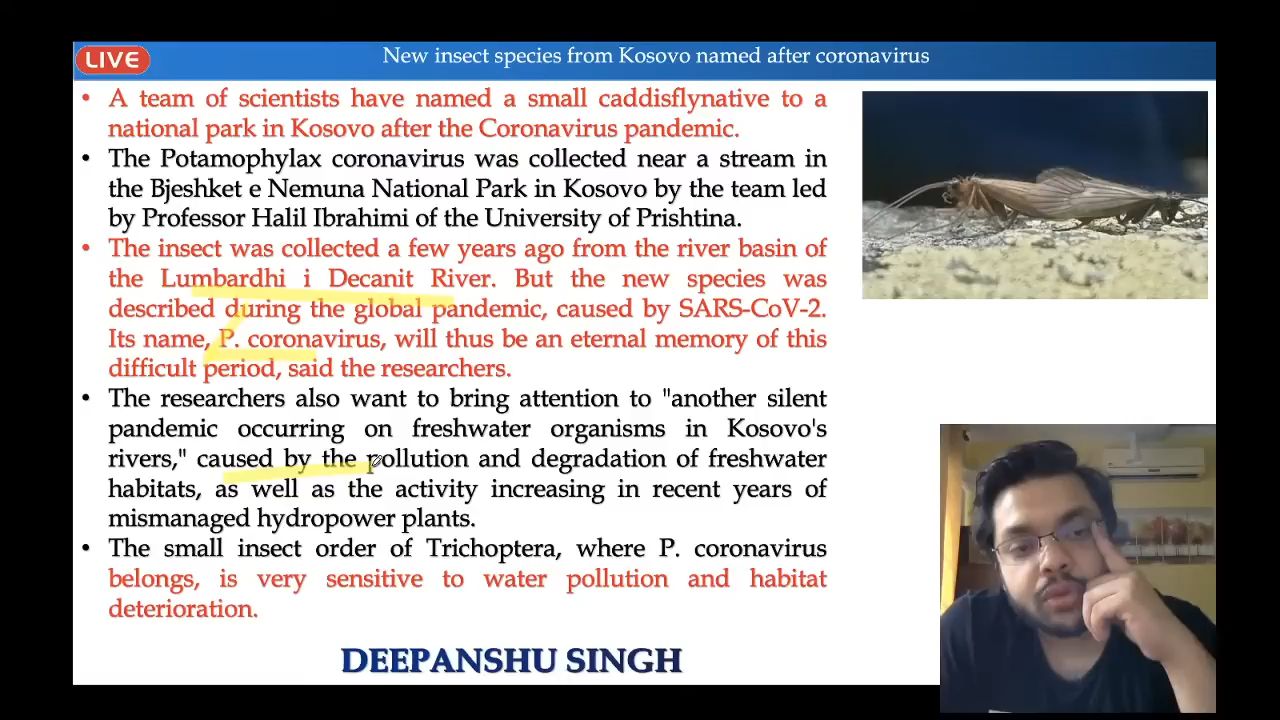 LIVE
New insect species from Kosovo named after coronavirus
• A team of scientists have named a small caddisflynative to a
national park in Kosovo after the Coronavirus pandemic.
• The Potamophylax coronavirus was collected near a stream in
the Bjeshket e Nemuna National Park in Kosovo by the team led
by Professor Halil Ibrahimi of the University of Prishtina.
• The insect was collected a few years ago from the river basin of
the Lumbardhi i Decanit River. But the new species was
described during the global pandemic, caused by SARS-CoV-2.
Its name, P. coronavirus, will thus be an eternal memory of this
difficult period, said the researchers.
• The researchers also want to bring attention to "another silent
pandemic occurring on freshwater organisms in Kosovo's
rivers," caused by the pollution and degradation of freshwater
habitats, as well as the activity increasing in recent years of
mismanaged hydropower plants.
• The small insect order of Trichoptera, where P. coronavirus
belongs, is very sensitive to water pollution and habitat
deterioration.
DEEPANSHU SINGH